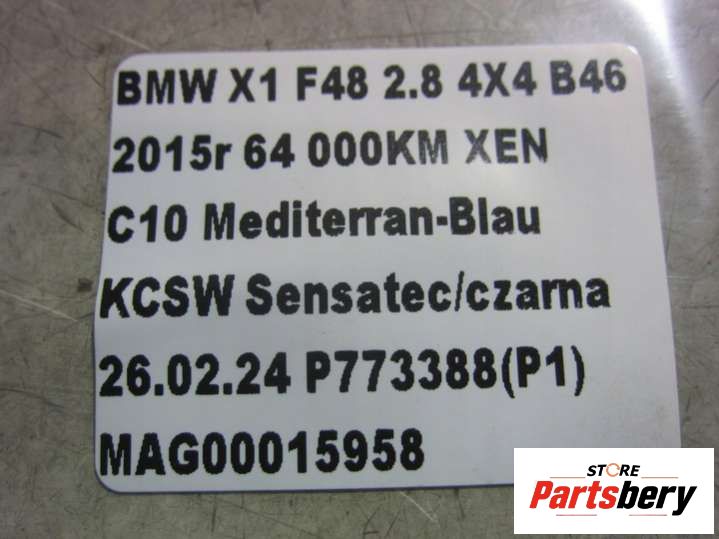 BMW X1 F48 2.8 4X4 B46
2015r 64 000KM XEN
C10 Mediterran-Blau
KCSW Sensatec/czarna
26.02.24 P773388(P1)
MAG00015958
STORE
Partsbery